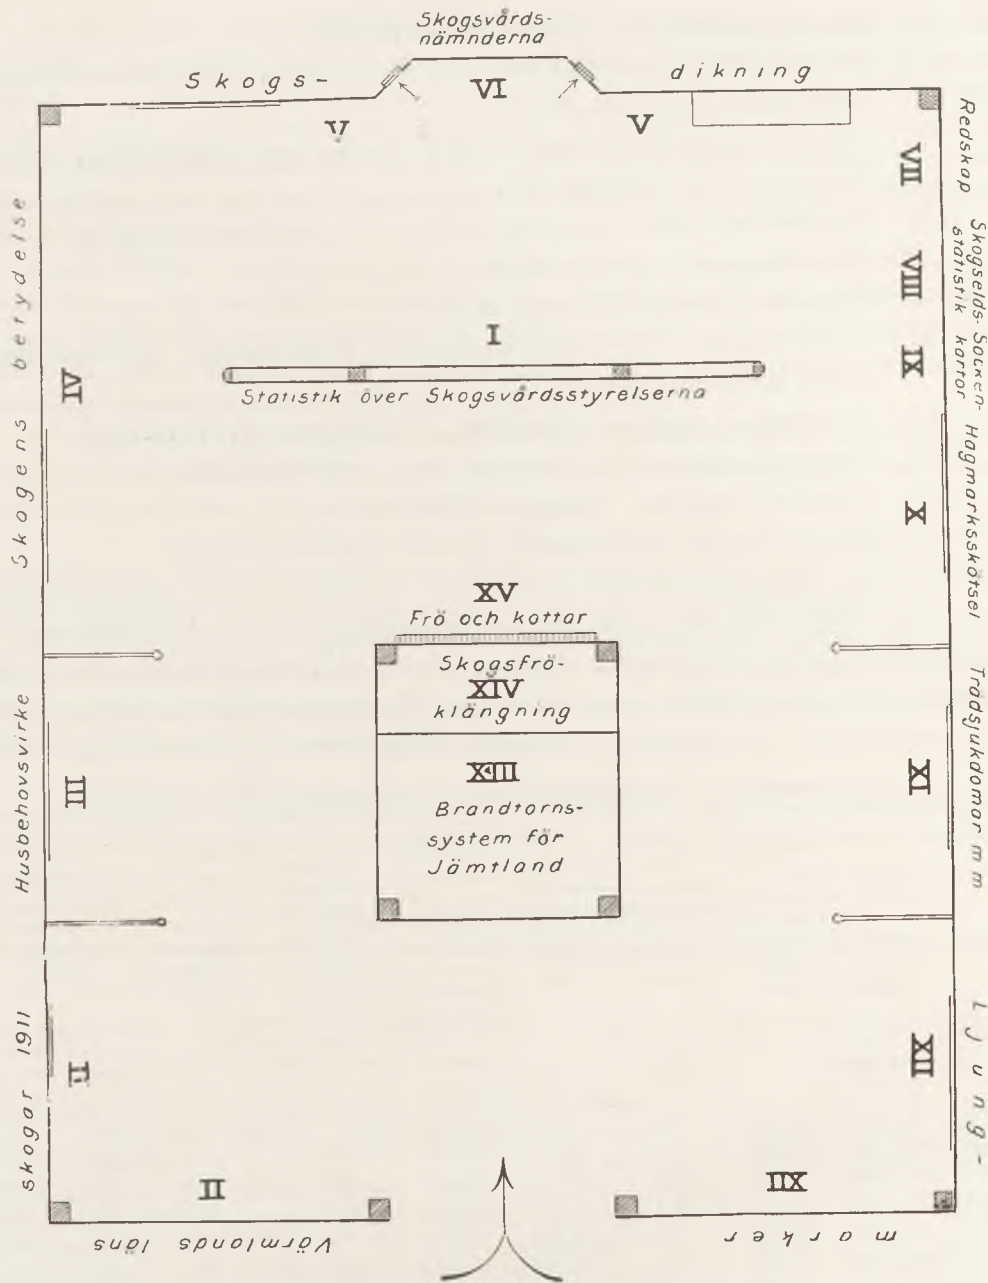 Skogsvårds-
nämnderna
Skogs-
VI
dikning
V
V
Redskap
VII
Skogselds-
statistik
VIII
Socken-
kartor
IX
Skogens betydelse
IV
I
Statistik över Skogsvårdsstyrelserna
Hagmarksskötsel
X
XV
Frö och kottar
Skogsfrö-
XIV
klängning
XIII
Brandtorns-
system för
Jämtland
Husbehovsvirke
III
Trädsjukdomar m m
XI
skogar 1911
II
Ljung-
XII
II
XII
Värmlands läns
marker